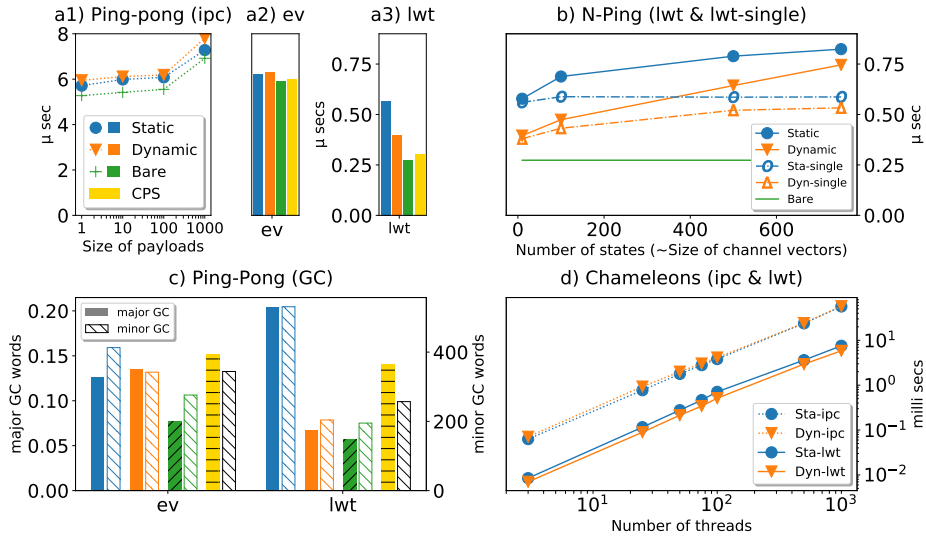 a1) Ping-pong (ipc)
a2) ev
a3) lwt
b) N-Ping (lwt & lwt-single)
8
6
4
2
0
μ sec
Static
Dynamic
Bare
CPS
1
10
100
1000
Size of payloads
ev
μ secs
0.75
0.50
0.25
0.00
lwt
Static
Dynamic
Sta-single
Dyn-single
Bare
0.75
0.50
0.25
0.00
μ sec
0
200
400
600
Number of states (~Size of channel vectors)
c) Ping-Pong (GC)
major GC words
0.20
0.15
0.10
0.05
0.00
major GC
minor GC
400
200
0
minor GC words
ev
lwt
d) Chameleons (ipc & lwt)
Sta-ipc
Dyn-ipc
Sta-lwt
Dyn-lwt
10¹
10⁰
10⁻¹
10⁻²
milli secs
10¹
10²
10³
Number of threads